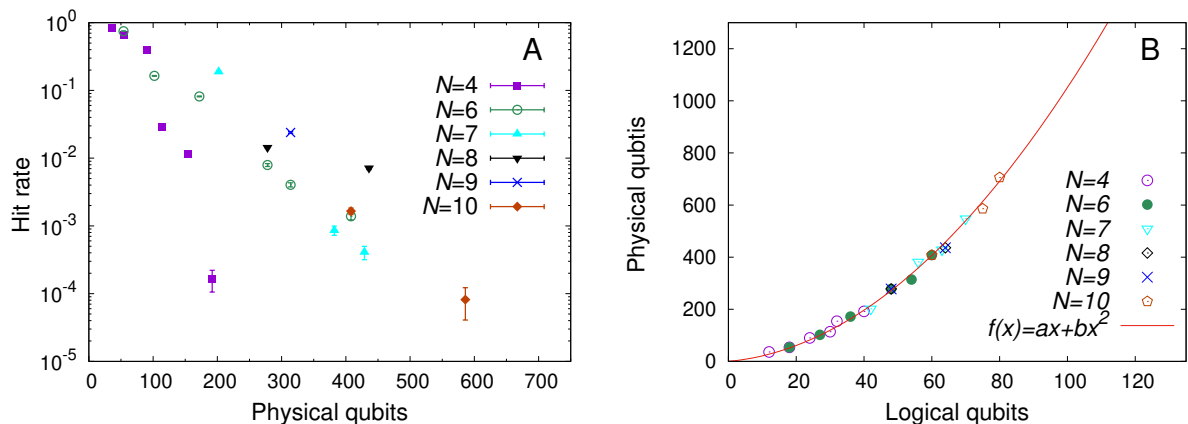 A
Hit rate
10^0
10^-1
10^-2
10^-3
10^-4
10^-5
N=4
N=6
N=7
N=8
N=9
N=10
0 100 200 300 400 500 600 700
Physical qubits
B
Physical qubtis
1200
1000
800
600
400
200
0
N=4
N=6
N=7
N=8
N=9
N=10
f(x)=ax+bx^2
0 20 40 60 80 100 120
Logical qubits